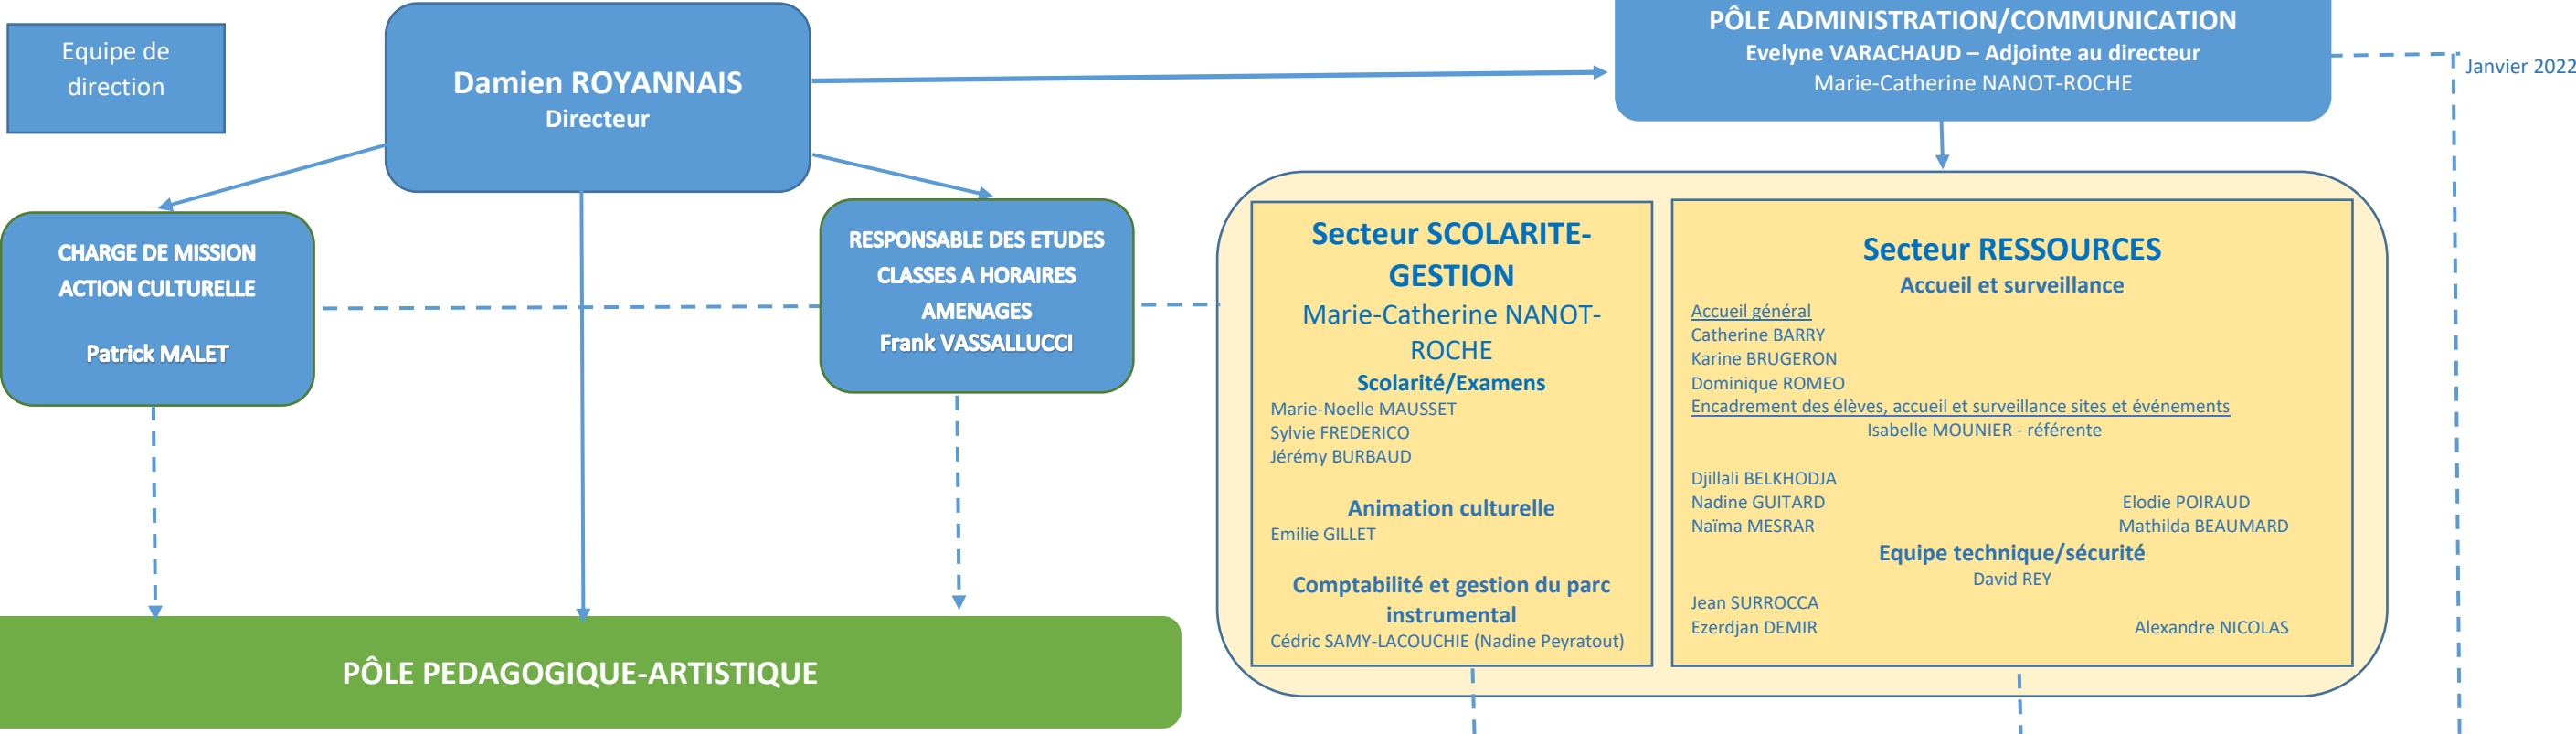 Equipe de
direction
Damien ROYANNAIS
Directeur
PÔLE ADMINISTRATION/COMMUNICATION
Evelyne VARACHAUD – Adjointe au directeur
Marie-Catherine NANOT-ROCHE
Janvier 2022
CHARGE DE MISSION
ACTION CULTURELLE
Patrick MALET
RESPONSABLE DES ETUDES
CLASSES A HORAIRES
AMENAGES
Frank VASSALLUCCI
Secteur SCOLARITE-
GESTION
Marie-Catherine NANOT-
ROCHE
Scolarité/Examens
Marie-Noelle MAUSSET
Sylvie FREDERICO
Jérémy BURBAUD
Animation culturelle
Emilie GILLET
Comptabilité et gestion du parc
instrumental
Cédric SAMY-LACOUCHIE (Nadine Peyratout)
Secteur RESSOURCES
Accueil et surveillance
Accueil général
Catherine BARRY
Karine BRUGERON
Dominique ROMEO
Encadrement des élèves, accueil et surveillance sites et événements
Isabelle MOUNIER - référente
Djillali BELKHODJA
Nadine GUITARD Elodie POIRAUD
Naïma MESRAR Mathilda BEAUMARD
Equipe technique/sécurité
David REY
Jean SURROCCA
Ezerdjan DEMIR Alexandre NICOLAS
PÔLE PEDAGOGIQUE-ARTISTIQUE